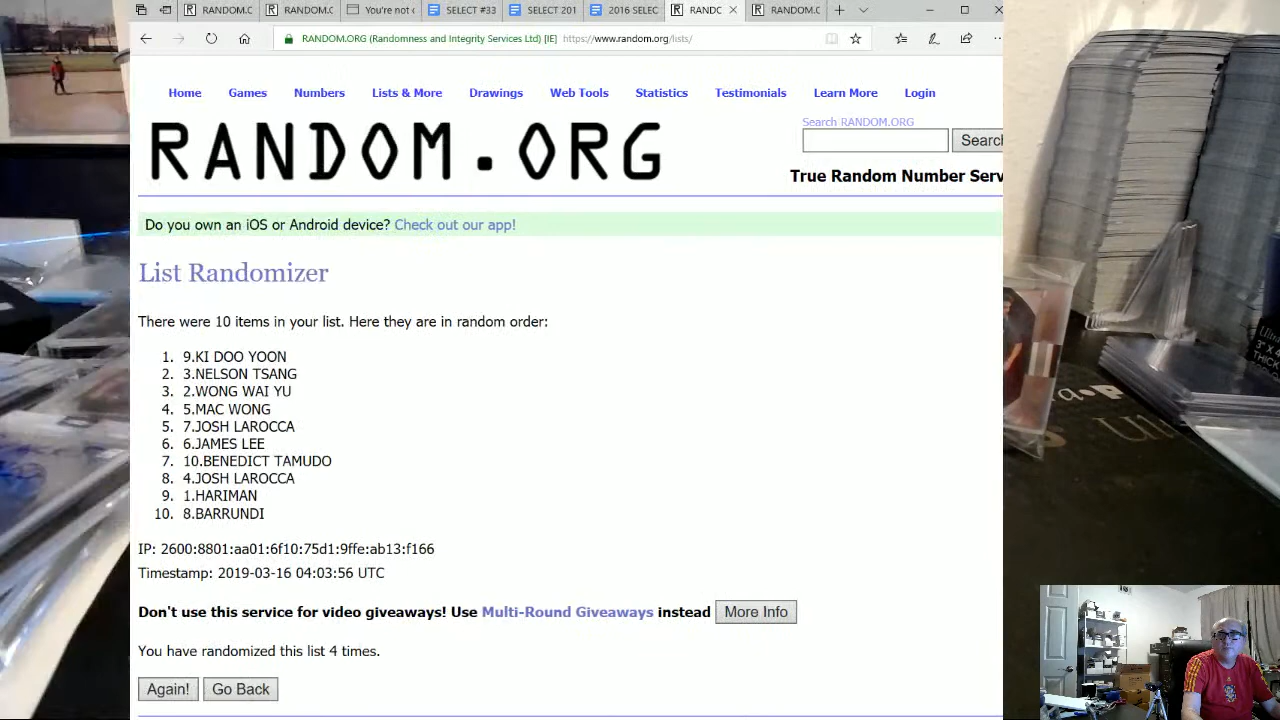 RANDOM.C
RANDOM.C
You're not c
SELECT #33
SELECT 201
2016 SELEC
RANDC
RANDOM.C
RANDOM.ORG (Randomness and Integrity Services Ltd) [IE]
https://www.random.org/lists/
Home Games Numbers Lists & More Drawings Web Tools Statistics Testimonials Learn More Login
Search RANDOM.ORG
Search
RANDOM.ORG
True Random Number Serv
Do you own an iOS or Android device? Check out our app!
List Randomizer
There were 10 items in your list. Here they are in random order:
1. 9.KI DOO YOON
2. 3.NELSON TSANG
3. 2.WONG WAI YU
4. 5.MAC WONG
5. 7.JOSH LAROCCA
6. 6.JAMES LEE
7. 10.BENEDICT TAMUDO
8. 4.JOSH LAROCCA
9. 1.HARIMAN
10. 8.BARRUNDI
IP: 2600:8801:aa01:6f10:75d1:9ffe:ab13:f166
Timestamp: 2019-03-16 04:03:56 UTC
Don't use this service for video giveaways! Use Multi-Round Giveaways instead More Info
You have randomized this list 4 times.
Again! Go Back